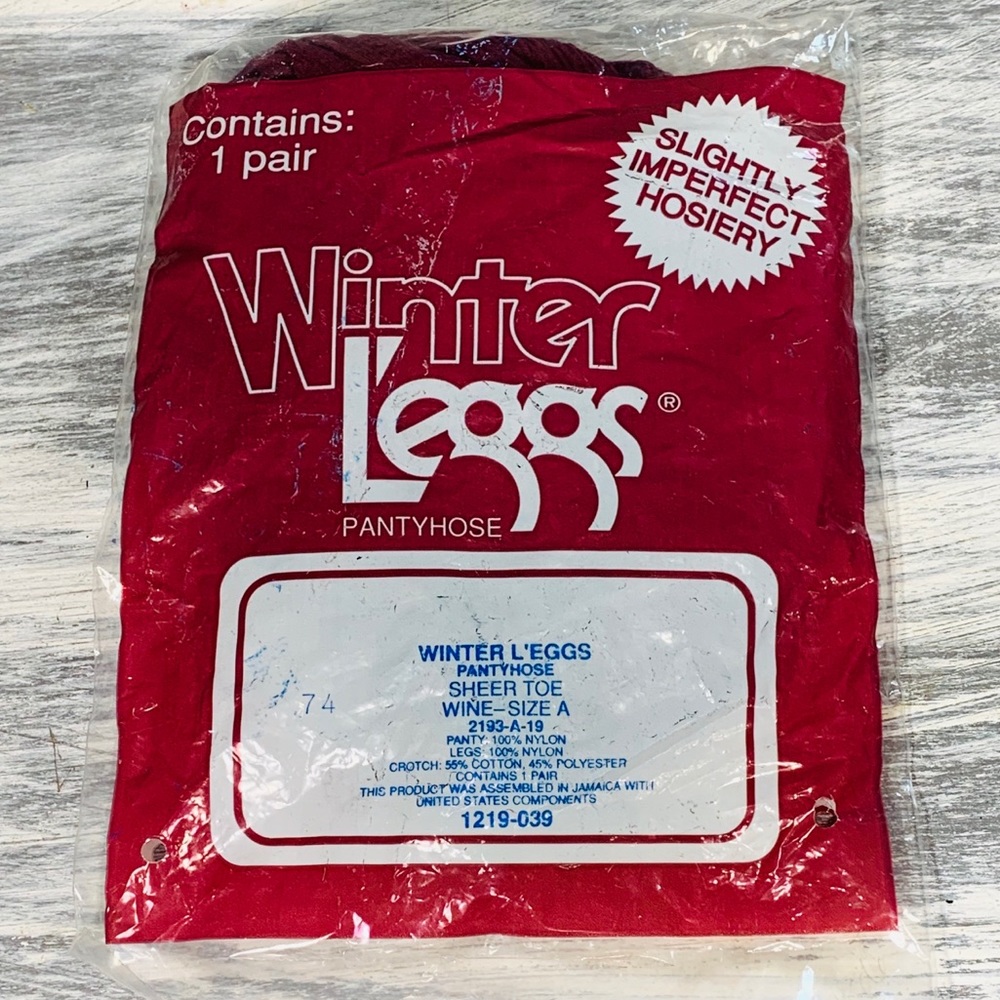 Contains:
1 pair
SLIGHTLY
IMPERFECT
HOSIERY
Winter
L'eggs®
PANTYHOSE
74
WINTER L'EGGS
PANTYHOSE
SHEER TOE
WINE–SIZE A
2193-A-19
PANTY: 100% NYLON
LEGS: 100% NYLON
CROTCH: 55% COTTON, 45% POLYESTER
CONTAINS 1 PAIR
THIS PRODUCT WAS ASSEMBLED IN JAMAICA WITH
UNITED STATES COMPONENTS
1219-039